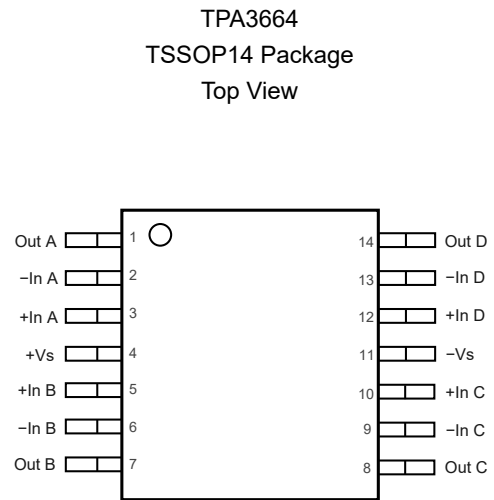 TPA3664
TSSOP14 Package
Top View
Out A 1 14 Out D
−In A 2 13 −In D
+In A 3 12 +In D
+Vs 4 11 −Vs
+In B 5 10 +In C
−In B 6 9 −In C
Out B 7 8 Out C